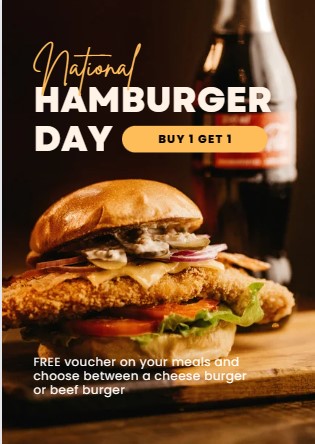 National
HAMBURGER
DAY
BUY 1 GET 1
FREE voucher on your meals and
choose between a cheese burger
or beef burger